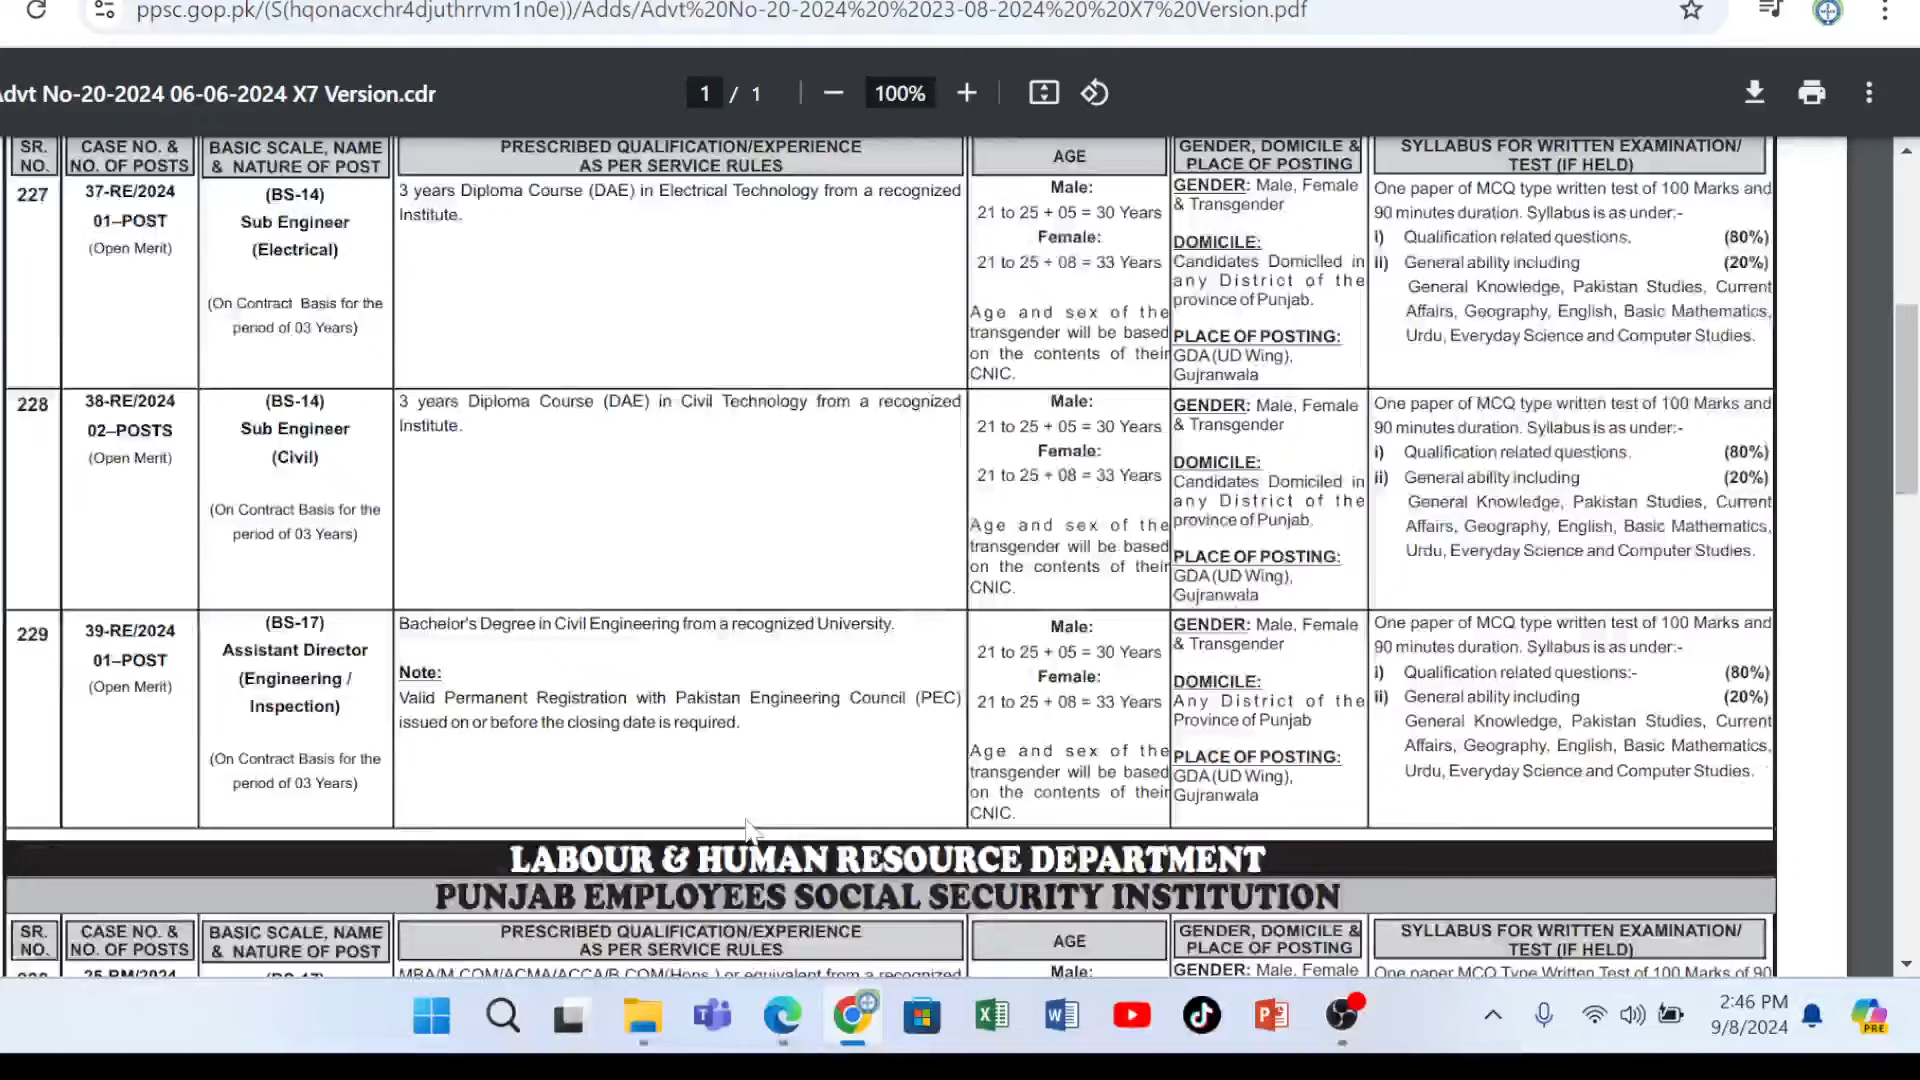 ppsc.gop.pk/(S(hqonacxchr4djuthrrvm1n0e))/Adds/Advt%20No-20-2024%20%2023-08-2024%20%20X7%20Version.pdf
dvt No-20-2024 06-06-2024 X7 Version.cdr
1 / 1
100%
SR. NO.
CASE NO. & NO. OF POSTS
BASIC SCALE, NAME & NATURE OF POST
PRESCRIBED QUALIFICATION/EXPERIENCE AS PER SERVICE RULES
AGE
GENDER, DOMICILE & PLACE OF POSTING
SYLLABUS FOR WRITTEN EXAMINATION/ TEST (IF HELD)
227
37-RE/2024
01–POST
(Open Merit)
(BS-14)
Sub Engineer
(Electrical)
(On Contract Basis for the
period of 03 Years)
3 years Diploma Course (DAE) in Electrical Technology from a recognized
Institute.
Male:
21 to 25 + 05 = 30 Years
Female:
21 to 25 + 08 = 33 Years
Age and sex of the
transgender will be based
on the contents of their
CNIC.
GENDER: Male, Female
& Transgender
DOMICILE:
Candidates Domiciled in
any District of the
province of Punjab.
PLACE OF POSTING:
GDA (UD Wing),
Gujranwala
One paper of MCQ type written test of 100 Marks and
90 minutes duration. Syllabus is as under:-
i) Qualification related questions. (80%)
ii) General ability including (20%)
General Knowledge, Pakistan Studies, Current
Affairs, Geography, English, Basic Mathematics,
Urdu, Everyday Science and Computer Studies.
228
38-RE/2024
02–POSTS
(Open Merit)
(BS-14)
Sub Engineer
(Civil)
(On Contract Basis for the
period of 03 Years)
3 years Diploma Course (DAE) in Civil Technology from a recognized
Institute.
Male:
21 to 25 + 05 = 30 Years
Female:
21 to 25 + 08 = 33 Years
Age and sex of the
transgender will be based
on the contents of their
CNIC.
GENDER: Male, Female
& Transgender
DOMICILE:
Candidates Domiciled in
any District of the
province of Punjab.
PLACE OF POSTING:
GDA (UD Wing),
Gujranwala
One paper of MCQ type written test of 100 Marks and
90 minutes duration. Syllabus is as under:-
i) Qualification related questions. (80%)
ii) General ability including (20%)
General Knowledge, Pakistan Studies, Current
Affairs, Geography, English, Basic Mathematics,
Urdu, Everyday Science and Computer Studies.
229
39-RE/2024
01–POST
(Open Merit)
(BS-17)
Assistant Director
(Engineering /
Inspection)
(On Contract Basis for the
period of 03 Years)
Bachelor's Degree in Civil Engineering from a recognized University.
Note:
Valid Permanent Registration with Pakistan Engineering Council (PEC)
issued on or before the closing date is required.
Male:
21 to 25 + 05 = 30 Years
Female:
21 to 25 + 08 = 33 Years
Age and sex of the
transgender will be based
on the contents of their
CNIC.
GENDER: Male, Female
& Transgender
DOMICILE:
Any District of the
Province of Punjab
PLACE OF POSTING:
GDA (UD Wing),
Gujranwala
One paper of MCQ type written test of 100 Marks and
90 minutes duration. Syllabus is as under:-
i) Qualification related questions:- (80%)
ii) General ability including (20%)
General Knowledge, Pakistan Studies, Current
Affairs, Geography, English, Basic Mathematics,
Urdu, Everyday Science and Computer Studies.
LABOUR & HUMAN RESOURCE DEPARTMENT
PUNJAB EMPLOYEES SOCIAL SECURITY INSTITUTION
SR. NO.
CASE NO. & NO. OF POSTS
BASIC SCALE, NAME & NATURE OF POST
PRESCRIBED QUALIFICATION/EXPERIENCE AS PER SERVICE RULES
AGE
GENDER, DOMICILE & PLACE OF POSTING
SYLLABUS FOR WRITTEN EXAMINATION/ TEST (IF HELD)
MBA/M.COM/ACMA/ACCA/B.COM(Hons.) or equivalent from a recognized
Male:
GENDER: Male, Female
One paper MCQ Type Written Test of 100 Marks of 90
2:46 PM
9/8/2024
PRE